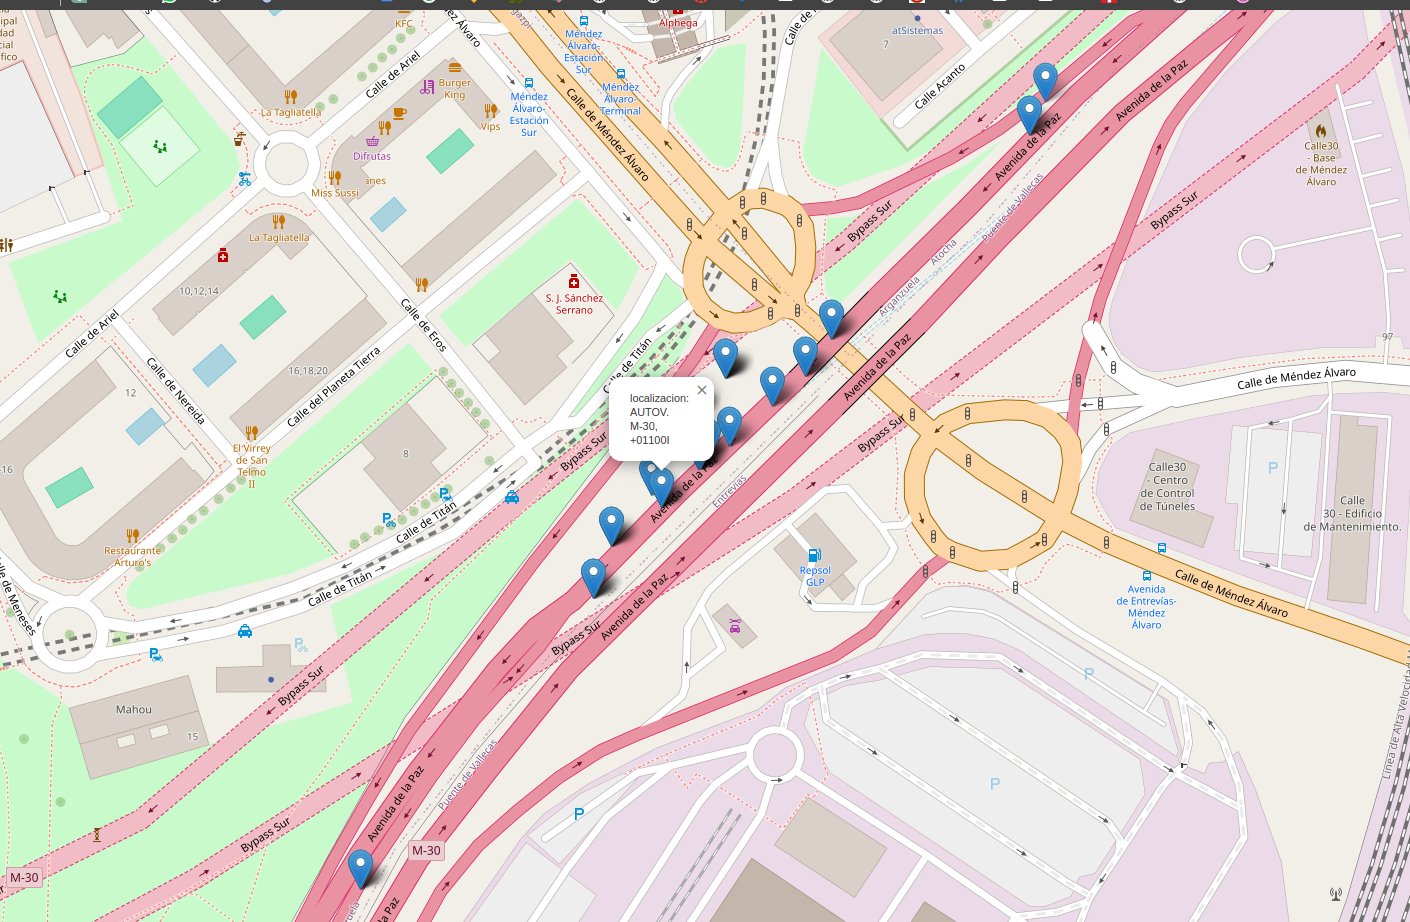 KFC
Calle de Ariel
Burger
King
La Tagliatella
Vips
Difrutas
Miss Sussi
anes
La Tagliatella
10,12,14
Calle de Ariel
Calle de Nereida
12
16,18,20
Calle del Planeta Tierra
Calle de Eros
El Virrey
de San
Telmo
II
-16
Restaurante
Arturo's
8
Calle de Titán
Calle de Titán
Mahou
15
Bypass Sur
Bypass Sur
M-30
M-30
Méndez
Álvaro-
Estación
Sur
Méndez
Álvaro-
Terminal
Méndez
Álvaro-
Estación
Sur
Alphega
Calle de Méndez Álvaro
atSistemas
7
Calle Acanto
Avenida de la Paz
Avenida de la Paz
Puente de Vallecas
Bypass Sur
Bypass Sur
Atocha
Arganzuela
S. J. Sánchez
Serrano
Calle30
- Base
de Méndez
Álvaro
97
Calle de Méndez Álvaro
localizacion:
AUTOV.
M-30,
+01100I
Bypass Sur
Avenida de la Paz
Avenida de la Paz
Entrevías
Bypass Sur
Repsol
GLP
Avenida de la Paz
Bypass Sur
Puente de Vallecas
Avenida de la Paz
Calle30
- Centro
de Control
de Túneles
P
Calle
30 - Edificio
de Mantenimiento.
Avenida
de Entrevías-
Méndez
Álvaro
Calle de Méndez Álvaro
P
P
P
Línea de Alta Velocidad